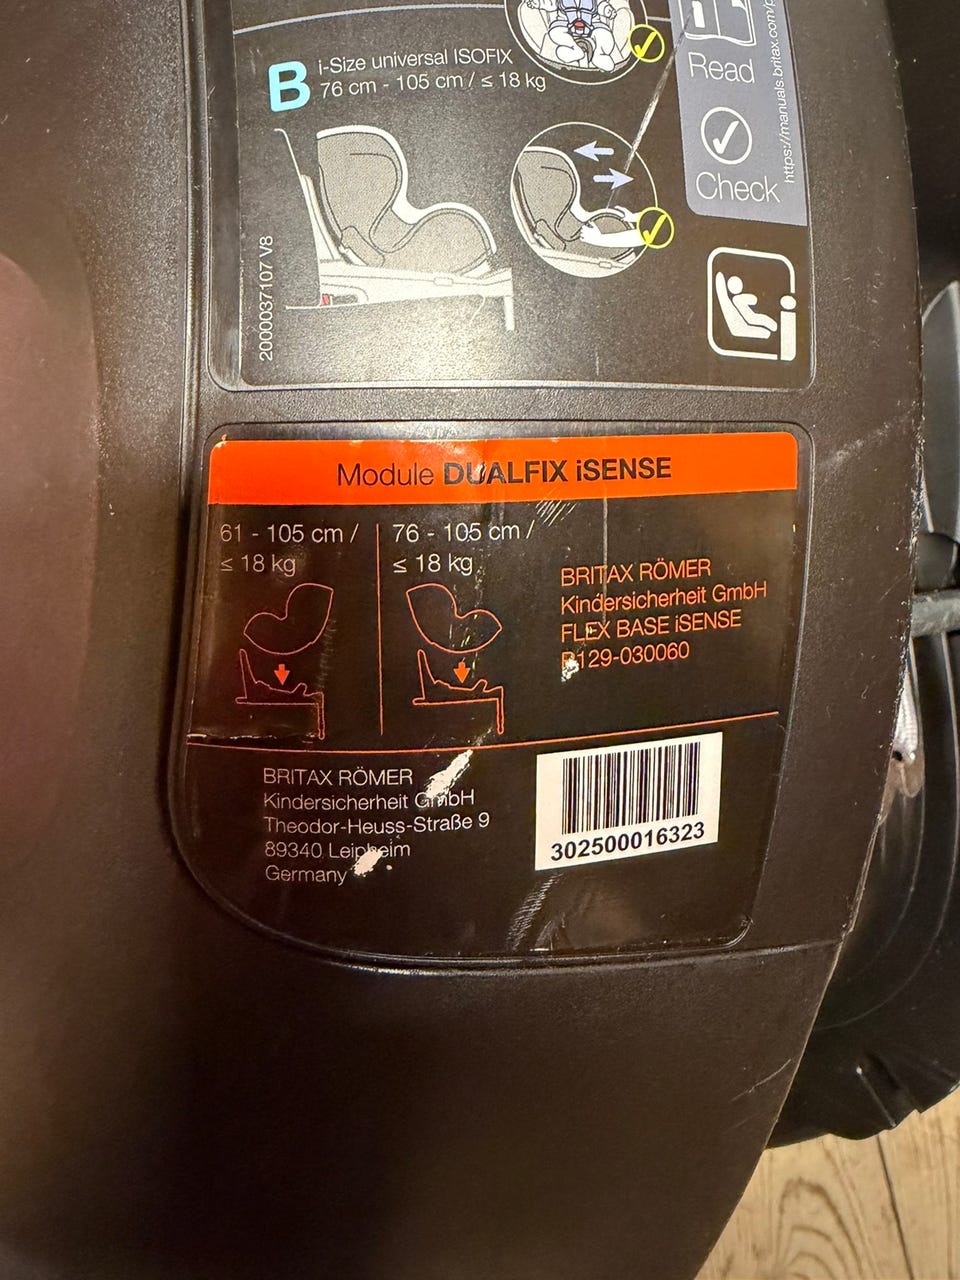 B
i-Size universal ISOFIX
76 cm - 105 cm / ≤ 18 kg
Read
Check
https://manuals.britax.com/
2000037107 V8
Module DUALFIX iSENSE
61 - 105 cm /
≤ 18 kg
76 - 105 cm /
≤ 18 kg
BRITAX RÖMER
Kindersicherheit GmbH
FLEX BASE iSENSE
R129-030060
BRITAX RÖMER
Kindersicherheit GmbH
Theodor-Heuss-Straße 9
89340 Leipheim
Germany
302500016323